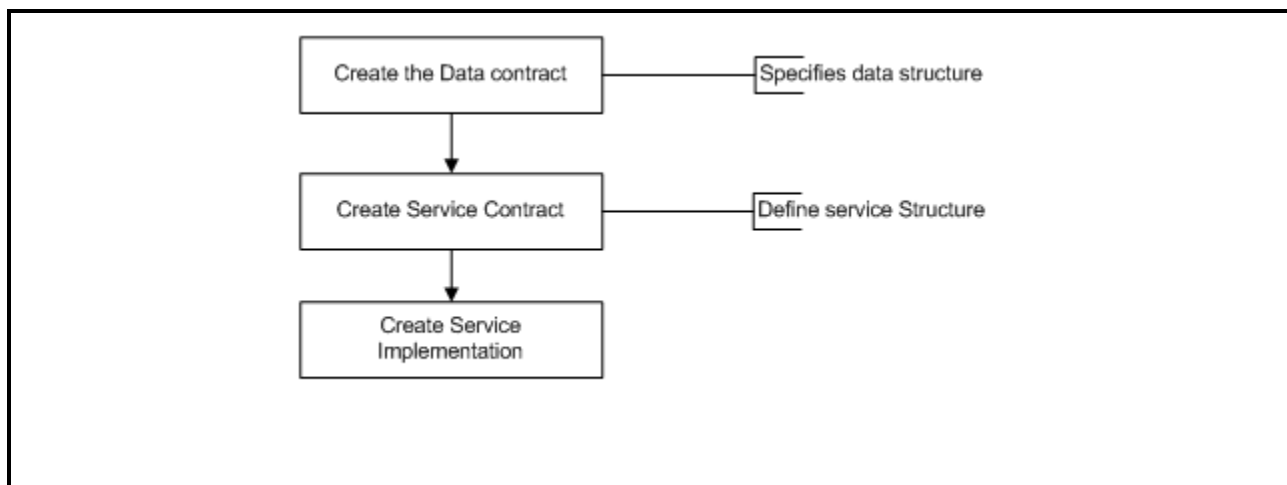 Create the Data contract
Specifies data structure
Create Service Contract
Define service Structure
Create Service
Implementation